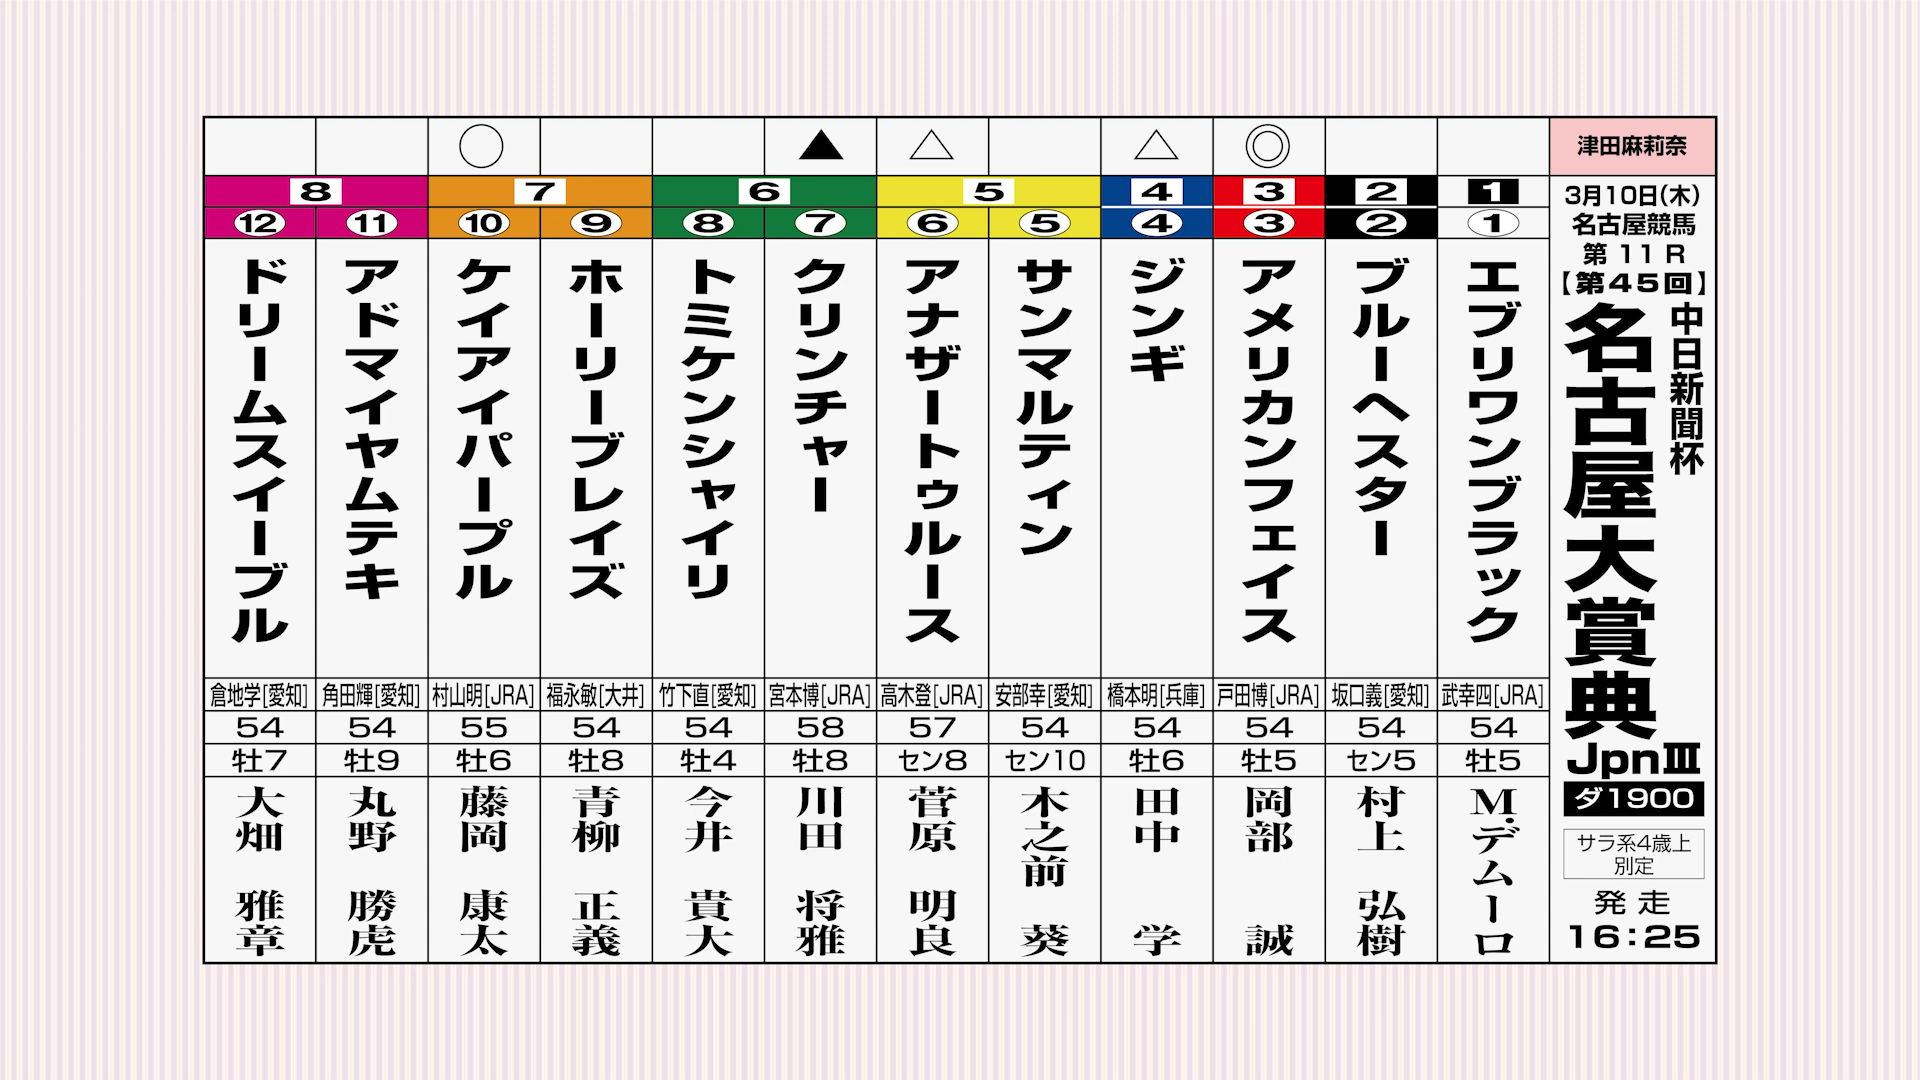 津田麻莉奈
3月10日(木)
名古屋競馬
第 11 R
【第45回】
中日新聞杯
名古屋大賞典
JpnⅢ
ダ1900
サラ系4歳上
別定
発走
16:25
1
①
エブリワンブラック
武幸四[JRA]
54
牡5
M.デムーロ
2
②
ブルーヘスター
坂口義[愛知]
54
セン5
村上 弘樹
◎
3
③
アメリカンフェイス
戸田博[JRA]
54
牡5
岡部 誠
△
4
④
ジンギ
橋本明[兵庫]
54
牡6
田中 学
5
⑤
サンマルティン
安部幸[愛知]
54
セン10
木之前 葵
△
⑥
アナザートゥルース
高木登[JRA]
57
セン8
菅原 明良
▲
6
⑦
クリンチャー
宮本博[JRA]
58
牡8
川田 将雅
⑧
トミケンシャイリ
竹下直[愛知]
54
牡4
今井 貴大
7
⑨
ホーリーブレイズ
福永敏[大井]
54
牡8
青柳 正義
○
⑩
ケイアイパープル
村山明[JRA]
55
牡6
藤岡 康太
8
⑪
アドマイヤムテキ
角田輝[愛知]
54
牡9
丸野 勝虎
⑫
ドリームスイーブル
倉地学[愛知]
54
牡7
大畑 雅章